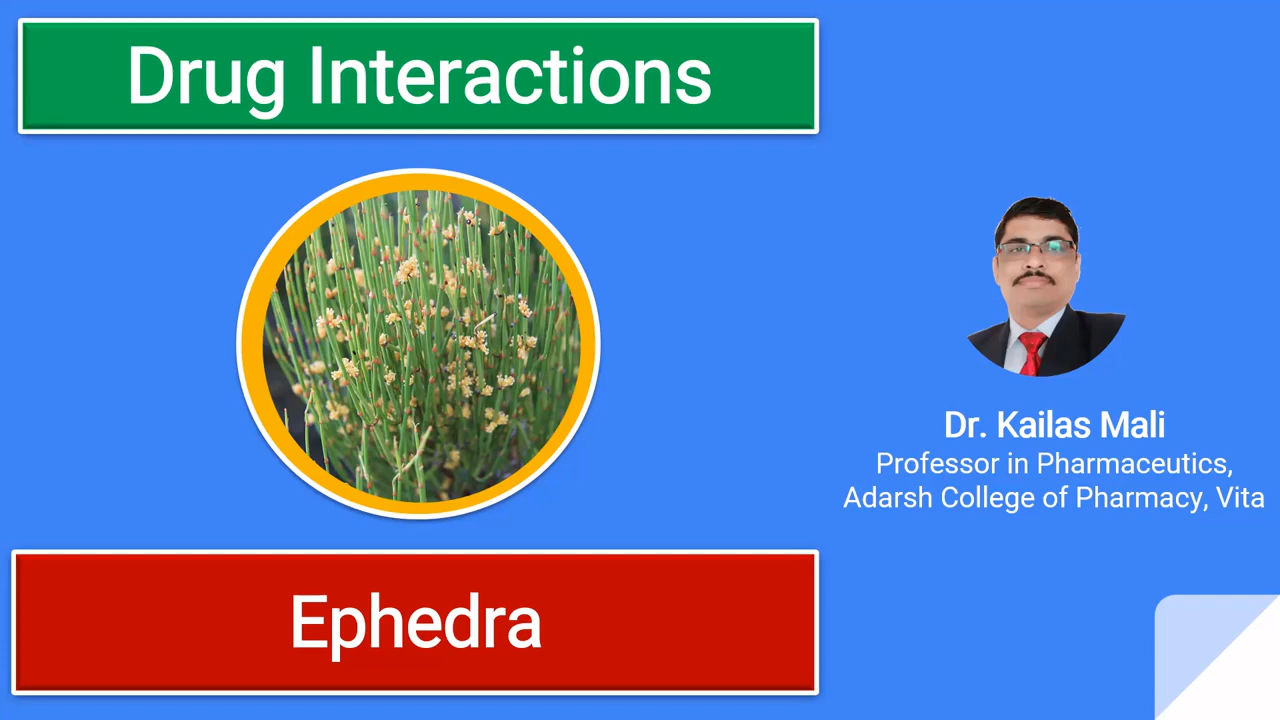 Drug Interactions
Ephedra
Dr. Kailas Mali
Professor in Pharmaceutics,
Adarsh College of Pharmacy, Vita